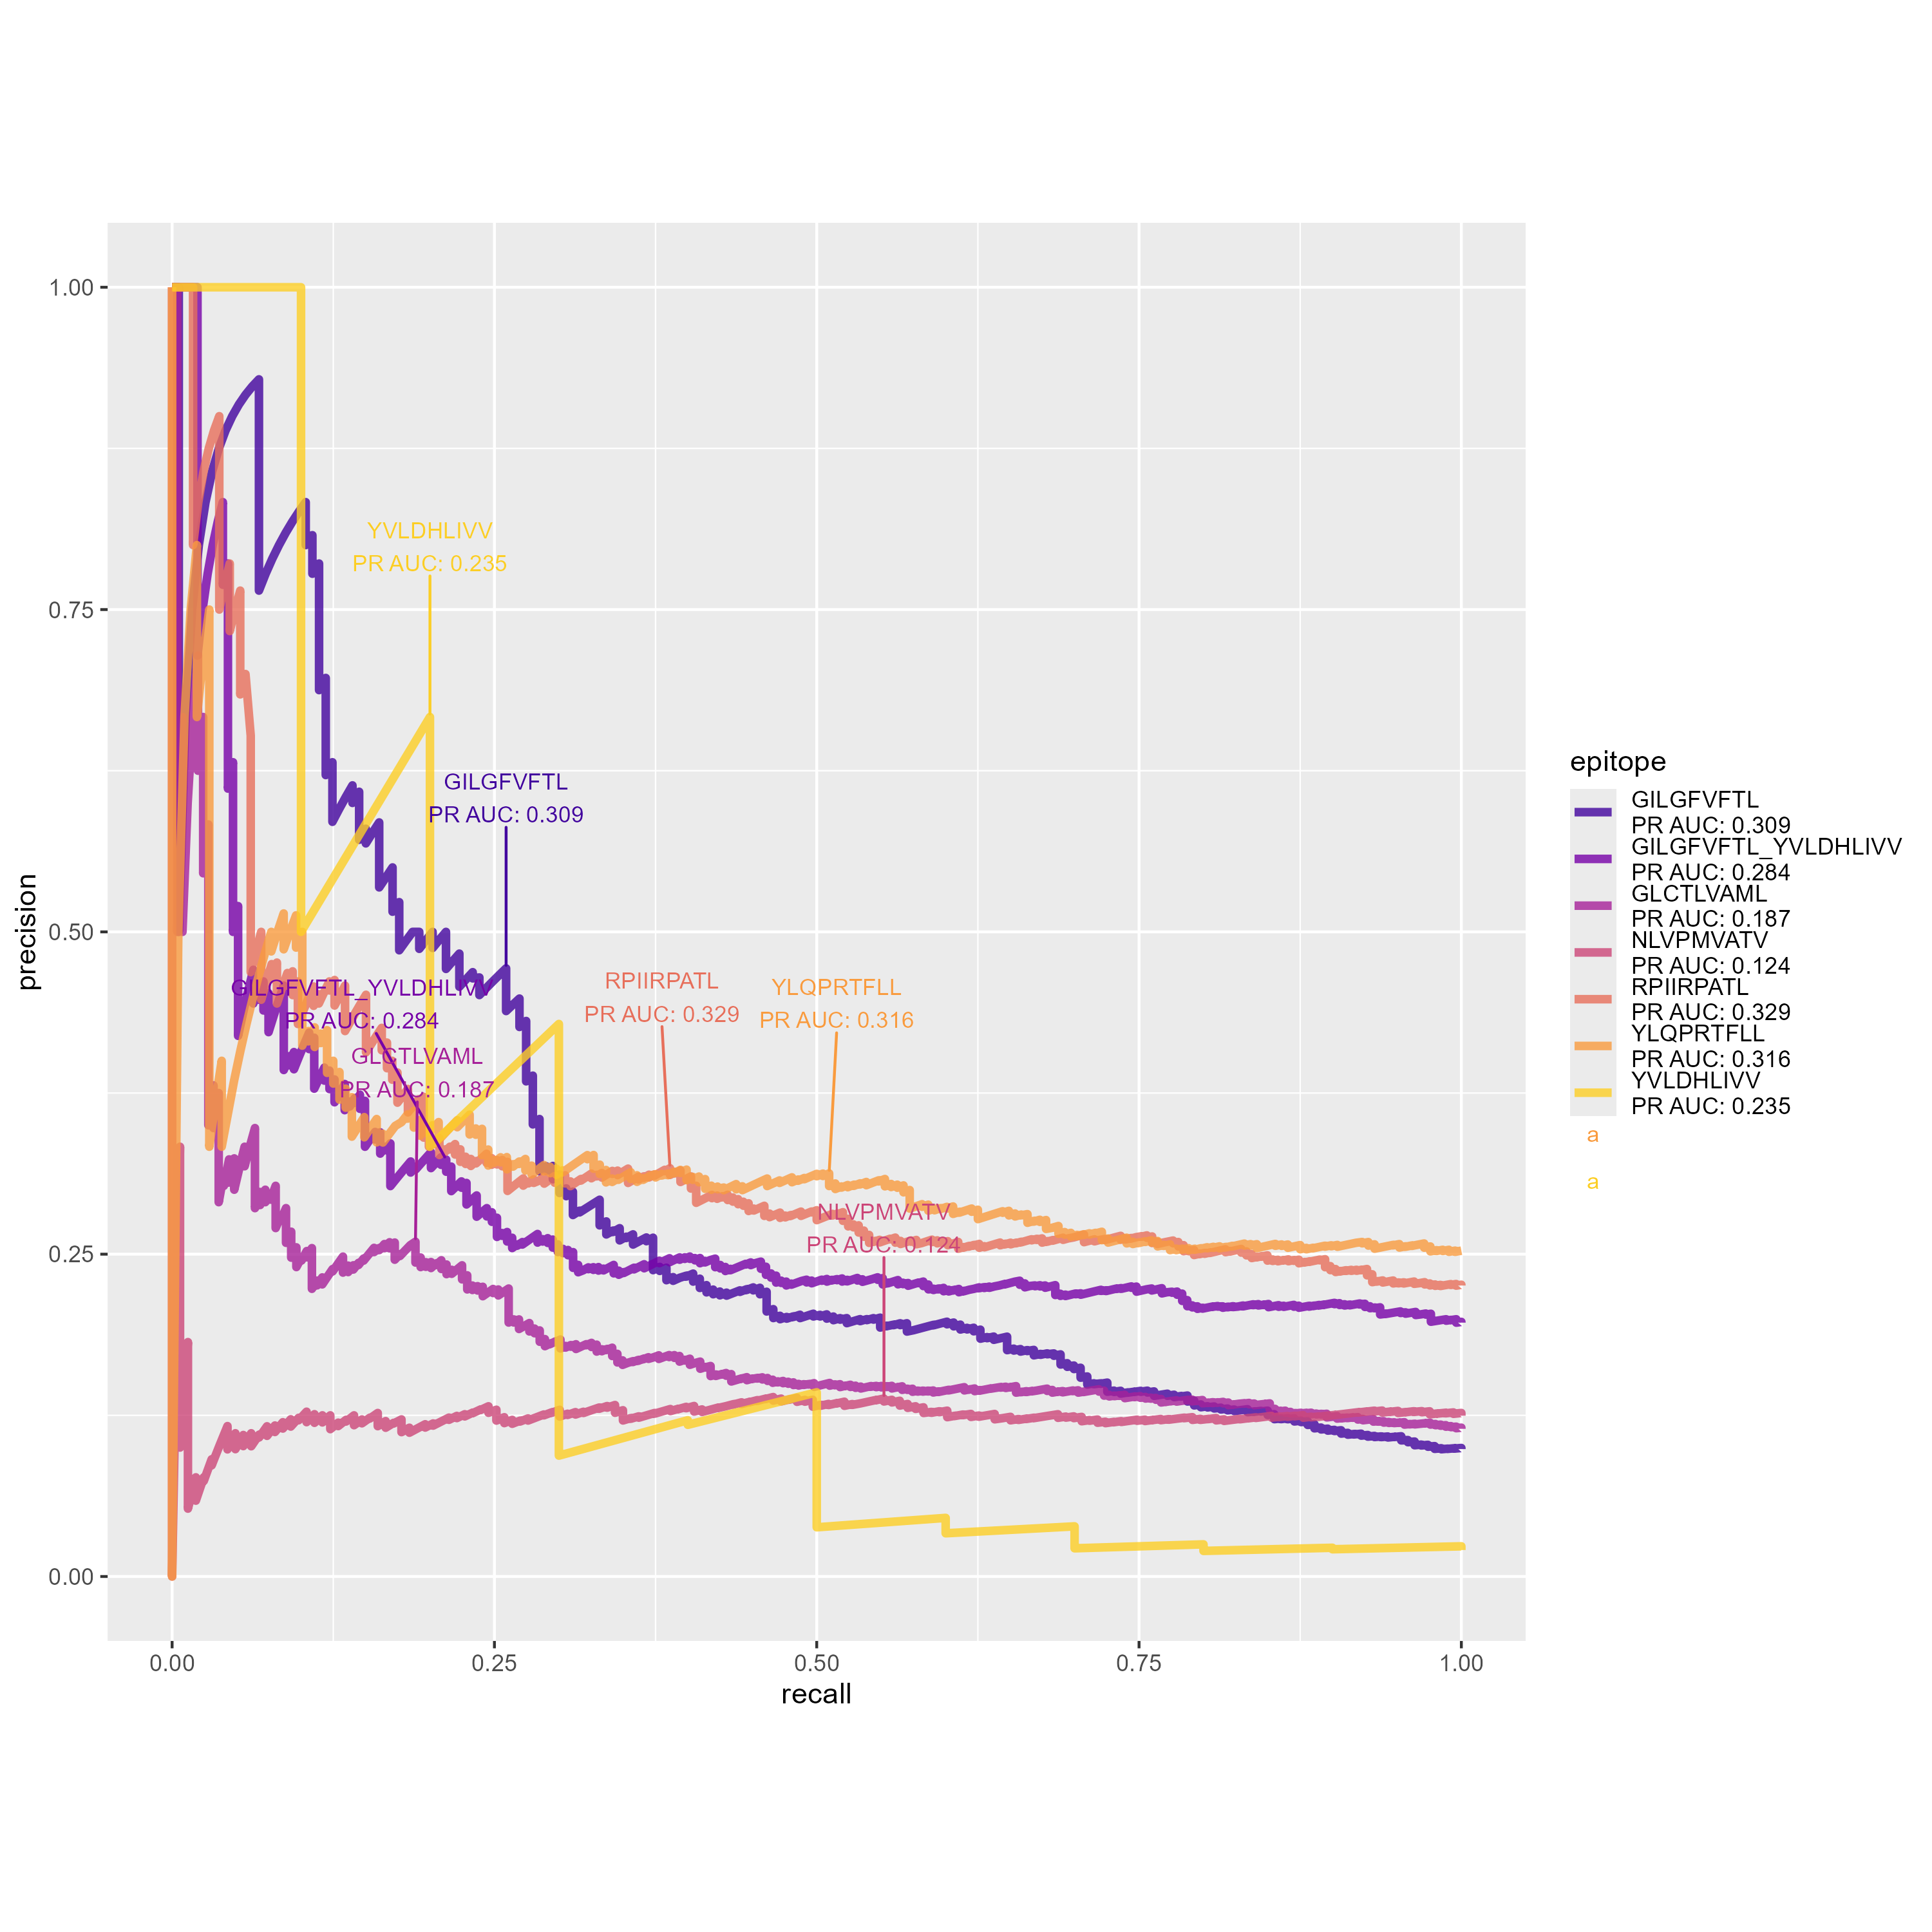 1.00
0.75
0.50
0.25
0.00
precision
YVLDHLIVV
PR AUC: 0.235
GILGFVFTL
PR AUC: 0.309
GILGFVFTL_YVLDHLIVV
PR AUC: 0.284
GLCTLVAML
PR AUC: 0.187
RPIIRPATL
PR AUC: 0.329
YLQPRTFLL
PR AUC: 0.316
NLVPMVATV
PR AUC: 0.124
0.00 0.25 0.50 0.75 1.00
recall
epitope
GILGFVFTL
PR AUC: 0.309
GILGFVFTL_YVLDHLIVV
PR AUC: 0.284
GLCTLVAML
PR AUC: 0.187
NLVPMVATV
PR AUC: 0.124
RPIIRPATL
PR AUC: 0.329
YLQPRTFLL
PR AUC: 0.316
YVLDHLIVV
PR AUC: 0.235
a
a